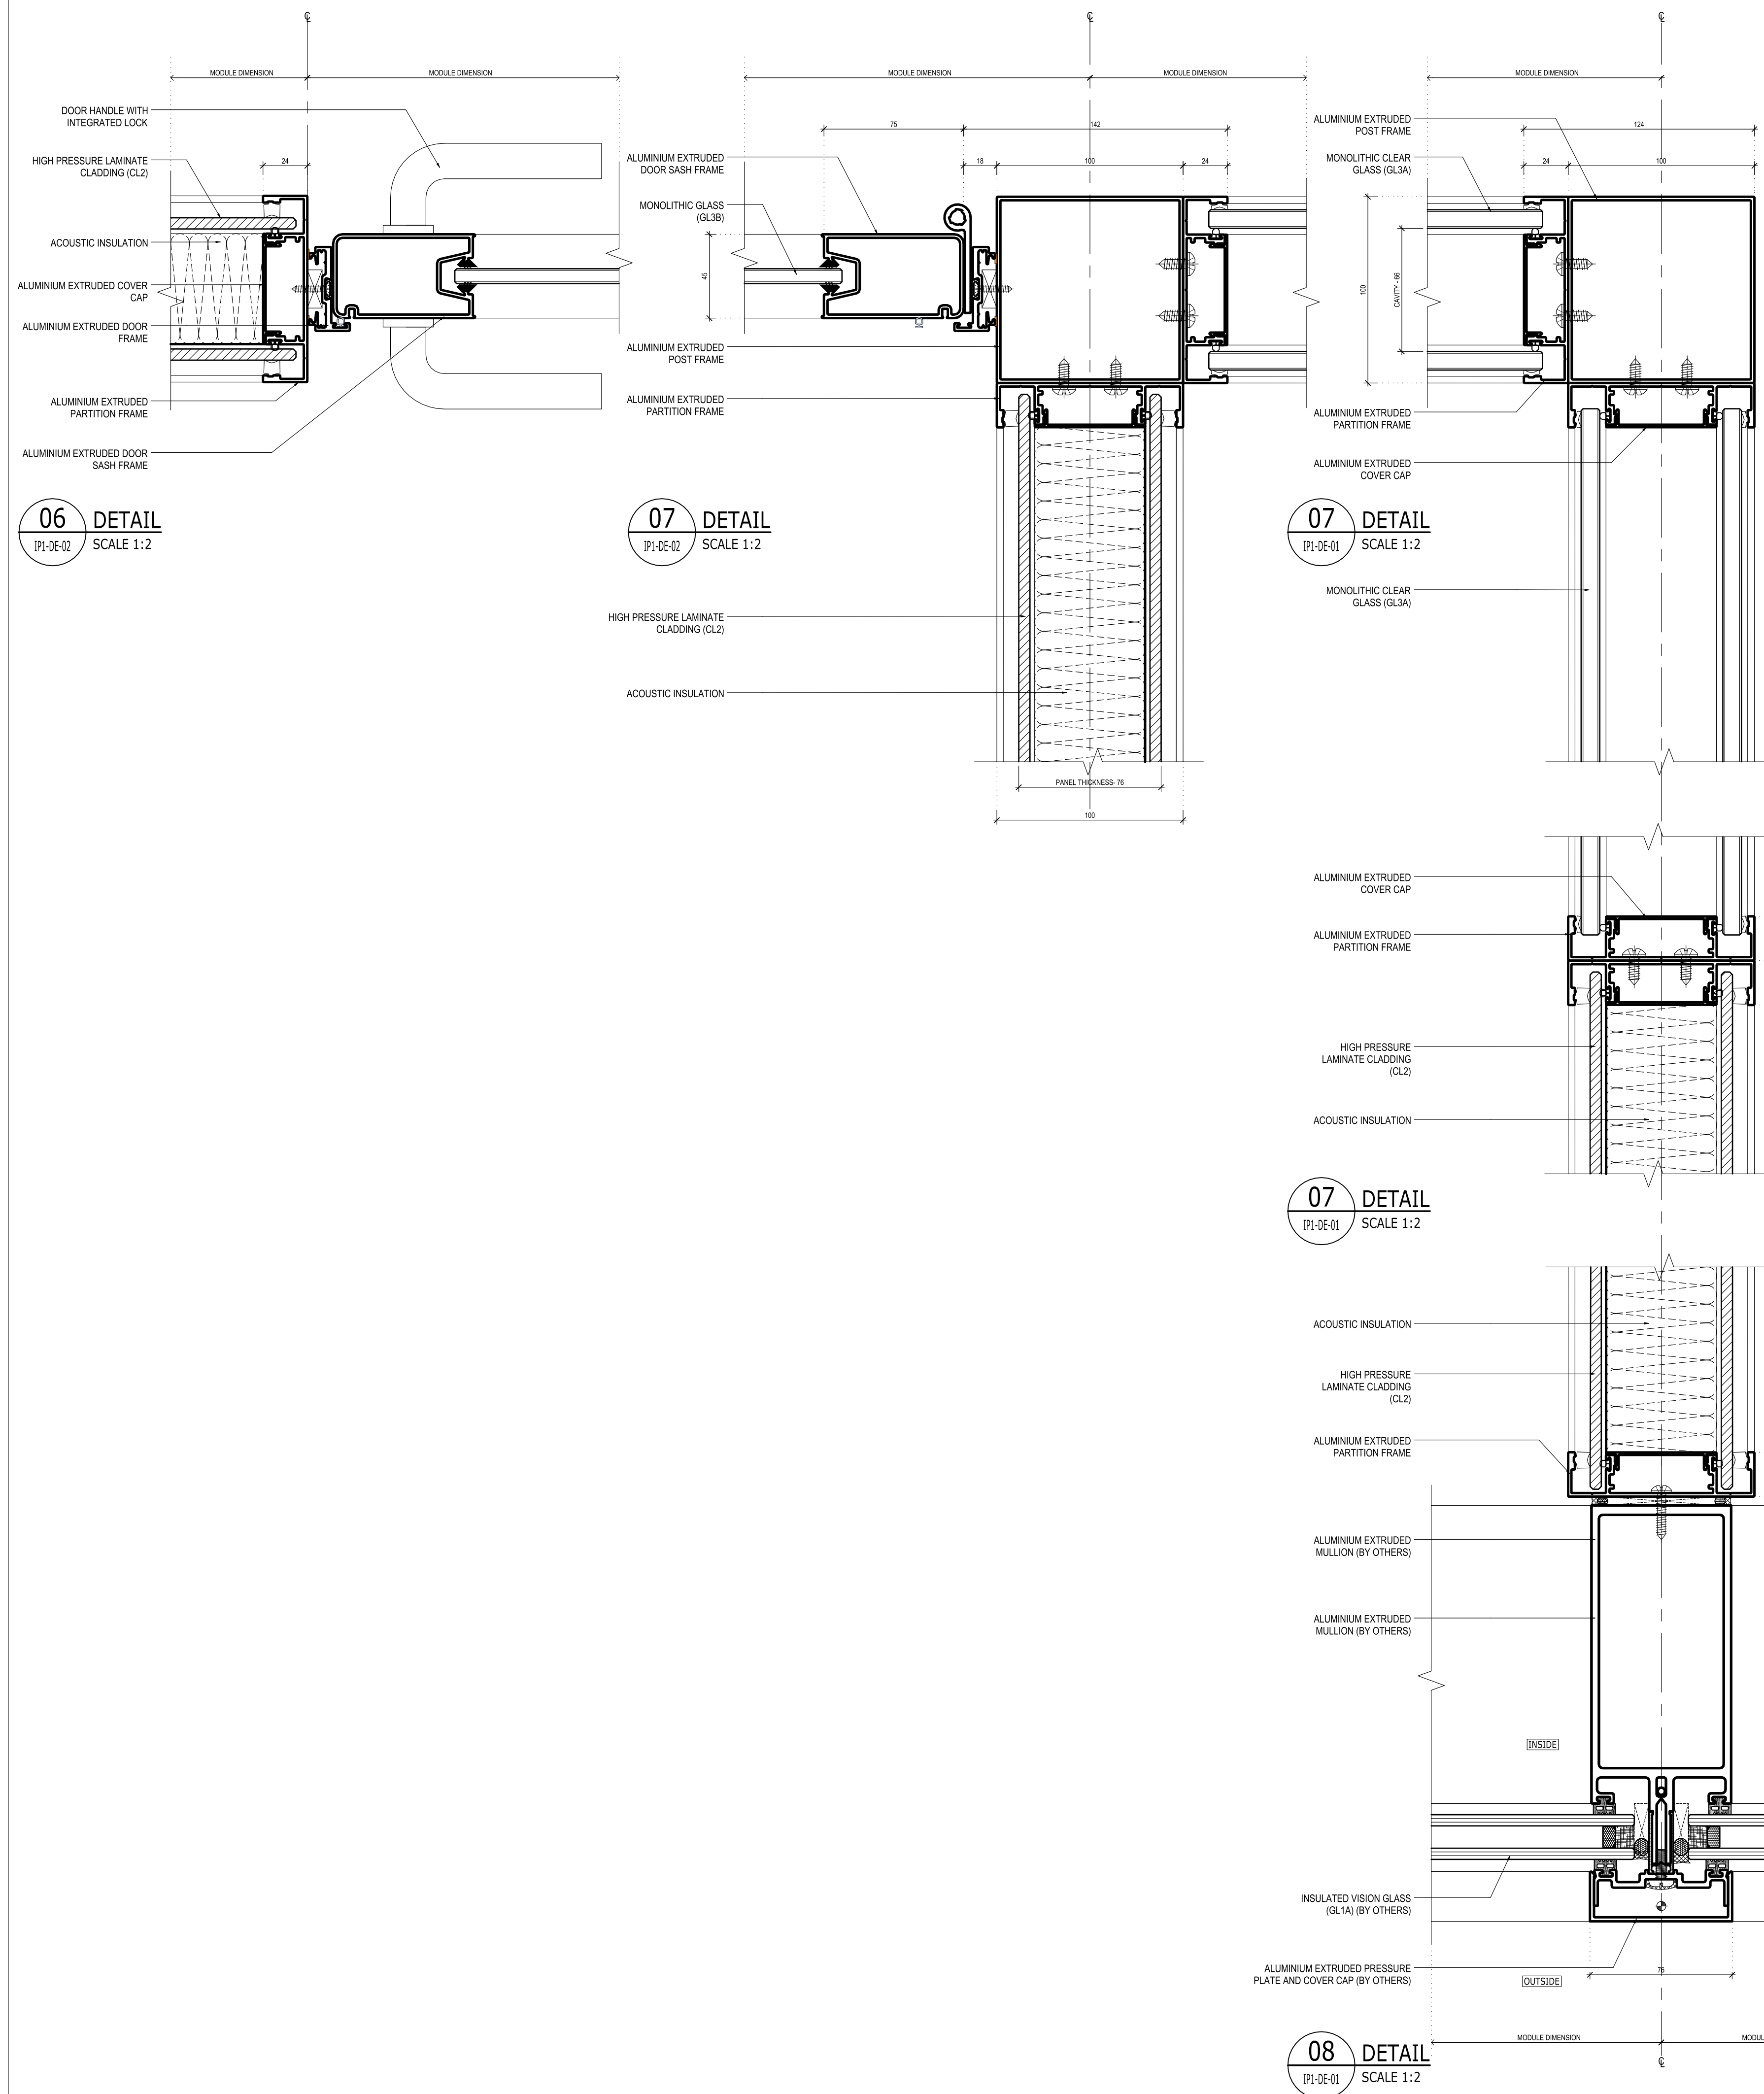 ℄
MODULE DIMENSION
MODULE DIMENSION
DOOR HANDLE WITH
INTEGRATED LOCK
HIGH PRESSURE LAMINATE
CLADDING (CL2)
24
ACOUSTIC INSULATION
ALUMINIUM EXTRUDED COVER
CAP
ALUMINIUM EXTRUDED DOOR
FRAME
ALUMINIUM EXTRUDED
PARTITION FRAME
ALUMINIUM EXTRUDED DOOR
SASH FRAME
06
IP1-DE-02
DETAIL
SCALE 1:2
℄
MODULE DIMENSION
MODULE DIMENSION
75
142
ALUMINIUM EXTRUDED
DOOR SASH FRAME
18
100
24
MONOLITHIC GLASS
(GL3B)
45
ALUMINIUM EXTRUDED
POST FRAME
ALUMINIUM EXTRUDED
PARTITION FRAME
07
IP1-DE-02
DETAIL
SCALE 1:2
HIGH PRESSURE LAMINATE
CLADDING (CL2)
ACOUSTIC INSULATION
PANEL THICKNESS- 76
100
℄
MODULE DIMENSION
ALUMINIUM EXTRUDED
POST FRAME
124
MONOLITHIC CLEAR
GLASS (GL3A)
24
100
100
CAVITY - 66
ALUMINIUM EXTRUDED
PARTITION FRAME
ALUMINIUM EXTRUDED
COVER CAP
07
IP1-DE-01
DETAIL
SCALE 1:2
MONOLITHIC CLEAR
GLASS (GL3A)
ALUMINIUM EXTRUDED
COVER CAP
ALUMINIUM EXTRUDED
PARTITION FRAME
HIGH PRESSURE
LAMINATE CLADDING
(CL2)
ACOUSTIC INSULATION
07
IP1-DE-01
DETAIL
SCALE 1:2
ACOUSTIC INSULATION
HIGH PRESSURE
LAMINATE CLADDING
(CL2)
ALUMINIUM EXTRUDED
PARTITION FRAME
ALUMINIUM EXTRUDED
MULLION (BY OTHERS)
ALUMINIUM EXTRUDED
MULLION (BY OTHERS)
INSIDE
INSULATED VISION GLASS
(GL1A) (BY OTHERS)
ALUMINIUM EXTRUDED PRESSURE
PLATE AND COVER CAP (BY OTHERS)
76
OUTSIDE
MODULE DIMENSION
MODUL
℄
08
IP1-DE-01
DETAIL
SCALE 1:2